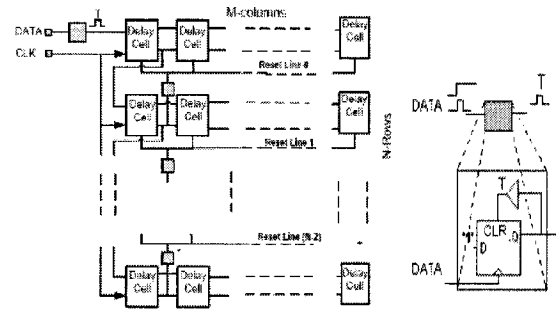 M-columns
T
DATA
CLK
Delay Cell
Delay Cell
Delay Cell
Reset Line 0
Delay Cell
Delay Cell
Delay Cell
Reset Line 1
N-Rows
Reset Line (N-2)
Delay Cell
Delay Cell
Delay Cell
T
DATA
T
CLR
"1"
D
Q
DATA